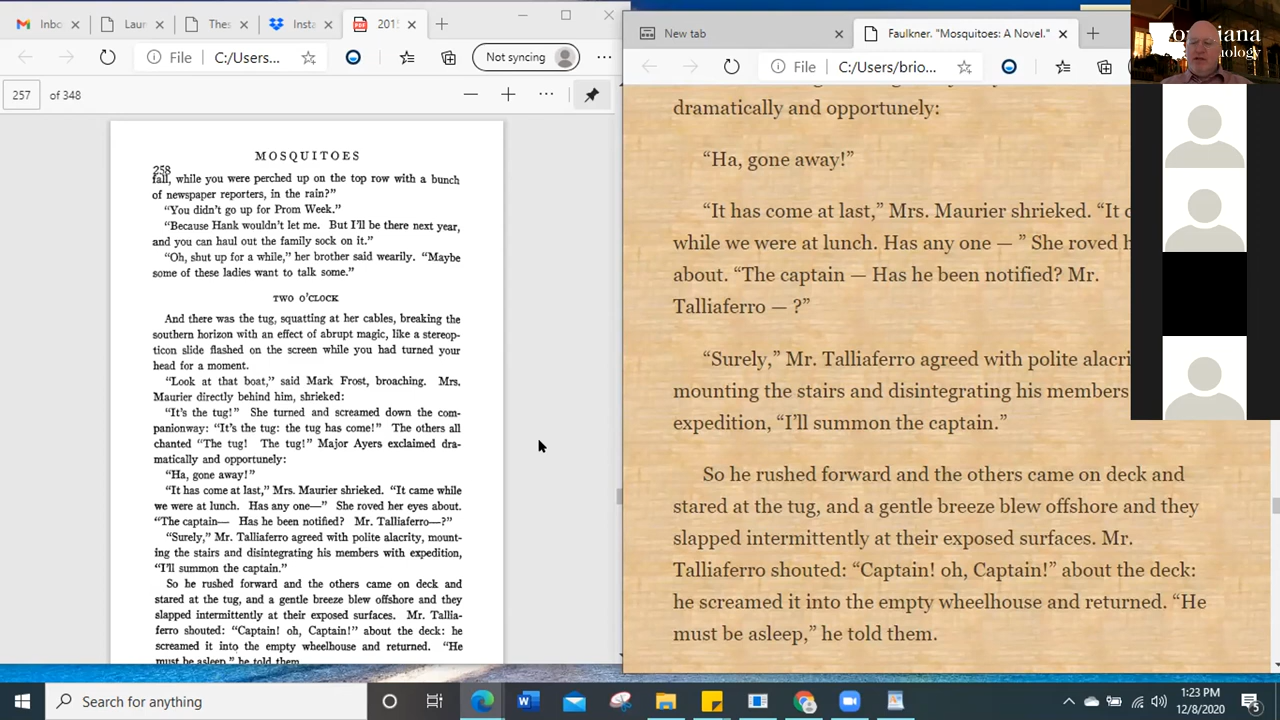 Inbo
Laur
Thes
Insta
2015
File
C:/Users...
Not syncing
257
of 348
MOSQUITOES
258
fall, while you were perched up on the top row with a bunch
of newspaper reporters, in the rain?"
"You didn't go up for Prom Week."
"Because Hank wouldn't let me. But I'll be there next year,
and you can haul out the family sock on it."
"Oh, shut up for a while," her brother said wearily. "Maybe
some of these ladies want to talk some."
TWO O'CLOCK
And there was the tug, squatting at her cables, breaking the
southern horizon with an effect of abrupt magic, like a stereop-
ticon slide flashed on the screen while you had turned your
head for a moment.
"Look at that boat," said Mark Frost, broaching. Mrs.
Maurier directly behind him, shrieked:
"It's the tug!" She turned and screamed down the com-
panionway: "It's the tug: the tug has come!" The others all
chanted "The tug! The tug!" Major Ayers exclaimed dra-
matically and opportunely:
"Ha, gone away!"
"It has come at last," Mrs. Maurier shrieked. "It came while
we were at lunch. Has any one—" She roved her eyes about.
"The captain— Has he been notified? Mr. Talliaferro—?"
"Surely," Mr. Talliaferro agreed with polite alacrity, mount-
ing the stairs and disintegrating his members with expedition,
"I'll summon the captain."
So he rushed forward and the others came on deck and
stared at the tug, and a gentle breeze blew offshore and they
slapped intermittently at their exposed surfaces. Mr. Tallia-
ferro shouted: "Captain! oh, Captain!" about the deck: he
screamed it into the empty wheelhouse and returned. "He
must be asleep," he told them.
New tab
Faulkner. "Mosquitoes: A Novel."
File
C:/Users/brio...
dramatically and opportunely:
“Ha, gone away!”
“It has come at last,” Mrs. Maurier shrieked. “It c
while we were at lunch. Has any one — ” She roved h
about. “The captain — Has he been notified? Mr.
Talliaferro — ?”
“Surely,” Mr. Talliaferro agreed with polite alacri
mounting the stairs and disintegrating his members
expedition, “I’ll summon the captain.”
So he rushed forward and the others came on deck and
stared at the tug, and a gentle breeze blew offshore and they
slapped intermittently at their exposed surfaces. Mr.
Talliaferro shouted: “Captain! oh, Captain!” about the deck:
he screamed it into the empty wheelhouse and returned. “He
must be asleep,” he told them.
Search for anything
1:23 PM
12/8/2020
5